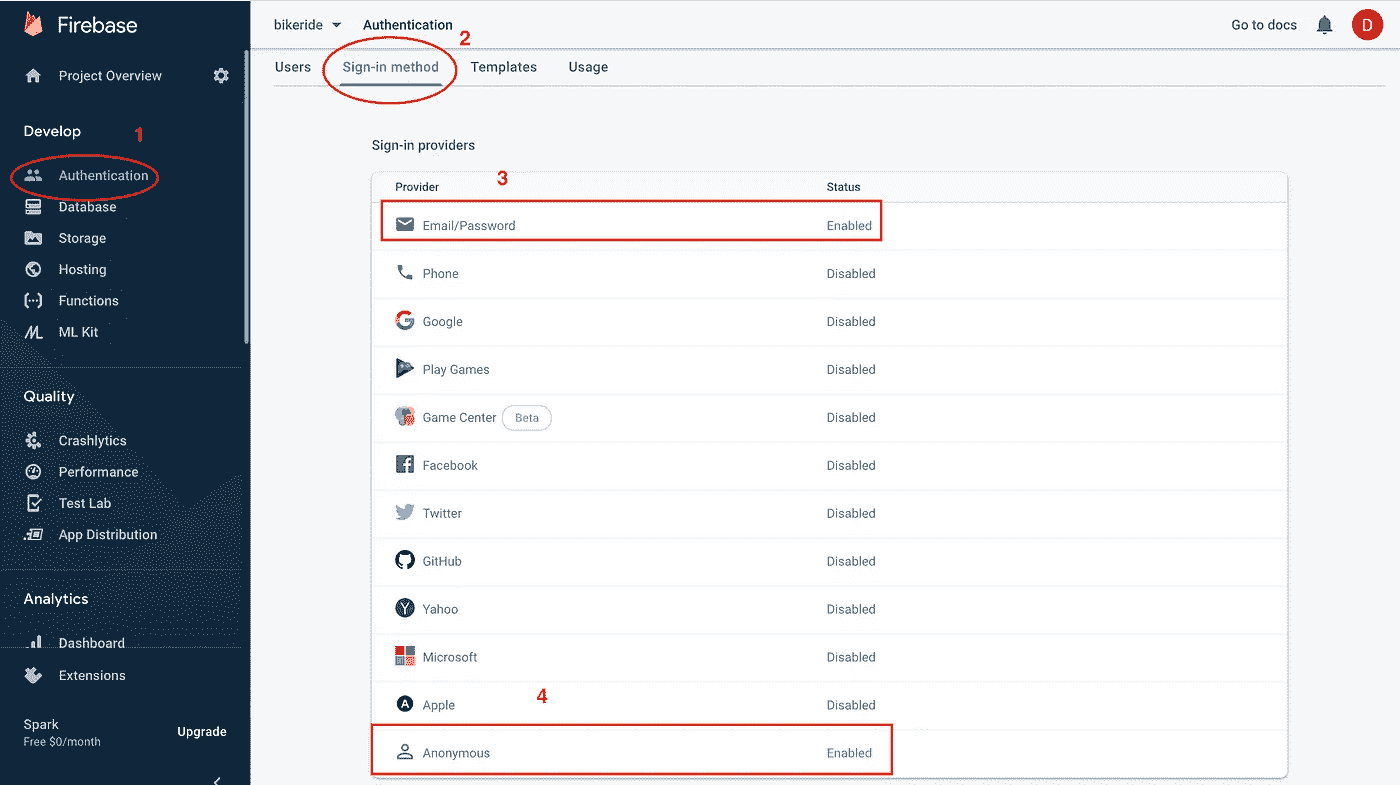 Firebase
Project Overview
Develop
1
Authentication
Database
Storage
Hosting
Functions
ML Kit
Quality
Crashlytics
Performance
Test Lab
App Distribution
Analytics
Dashboard
Extensions
Spark
Free $0/month
Upgrade
bikeride Authentication Go to docs D
2
Users Sign-in method Templates Usage
Sign-in providers
3
Provider Status
Email/Password Enabled
Phone Disabled
Google Disabled
Play Games Disabled
Game Center Beta Disabled
Facebook Disabled
Twitter Disabled
GitHub Disabled
Yahoo Disabled
Microsoft Disabled
4
Apple Disabled
Anonymous Enabled